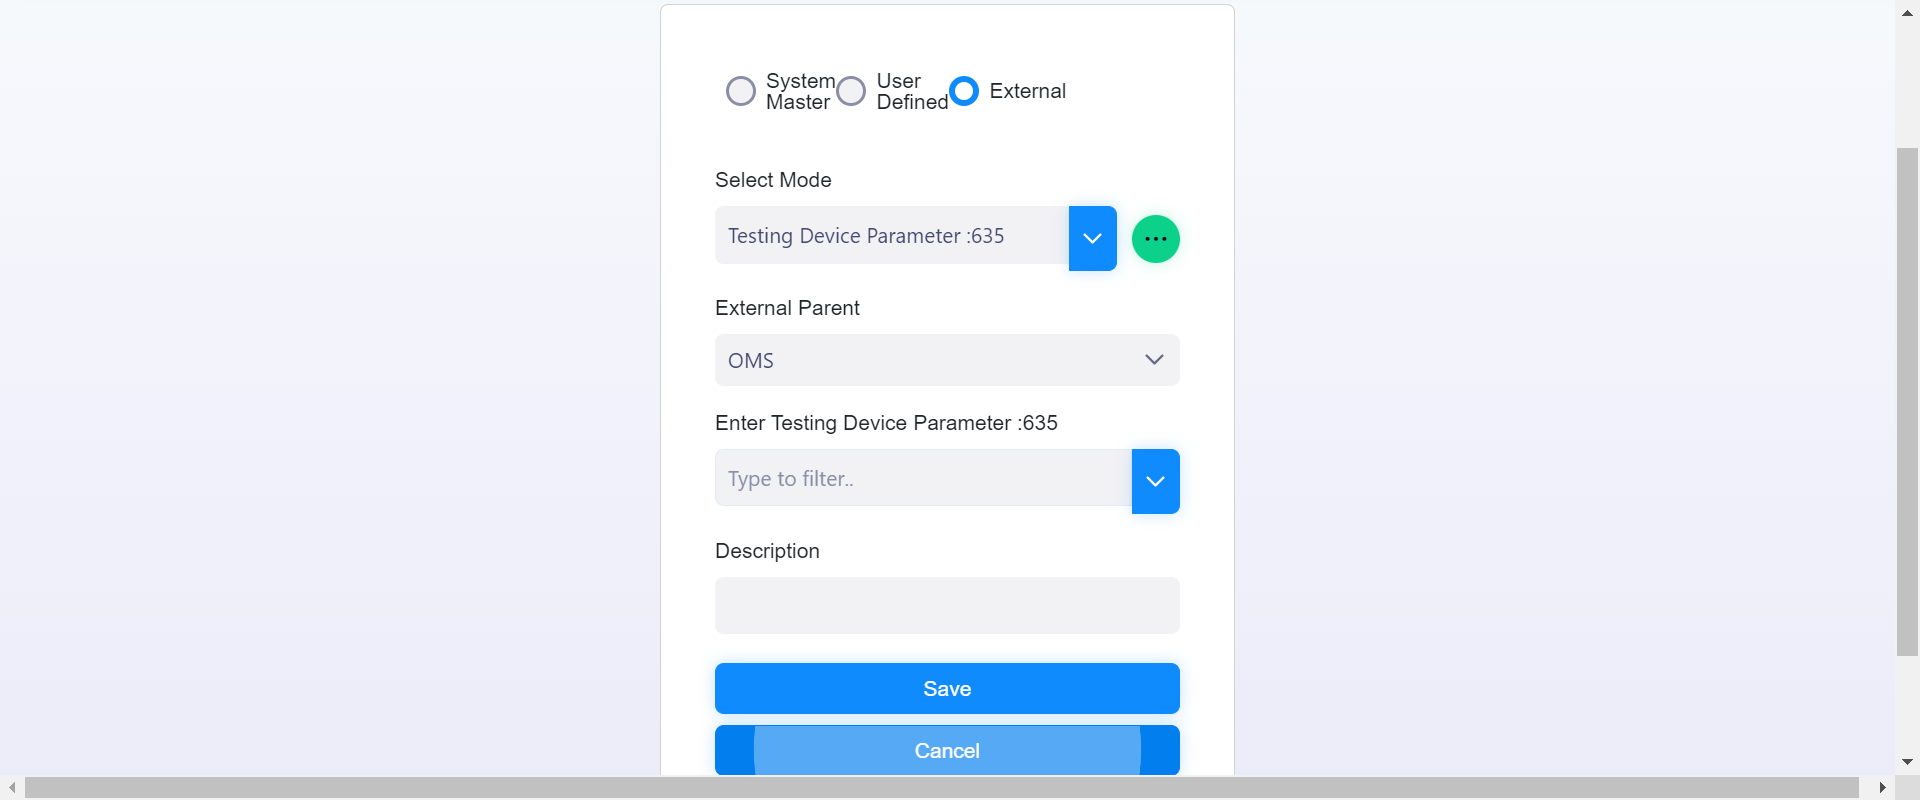 System
Master
User
Defined
External
Select Mode
Testing Device Parameter :635
External Parent
OMS
Enter Testing Device Parameter :635
Type to filter..
Description
Save
Cancel